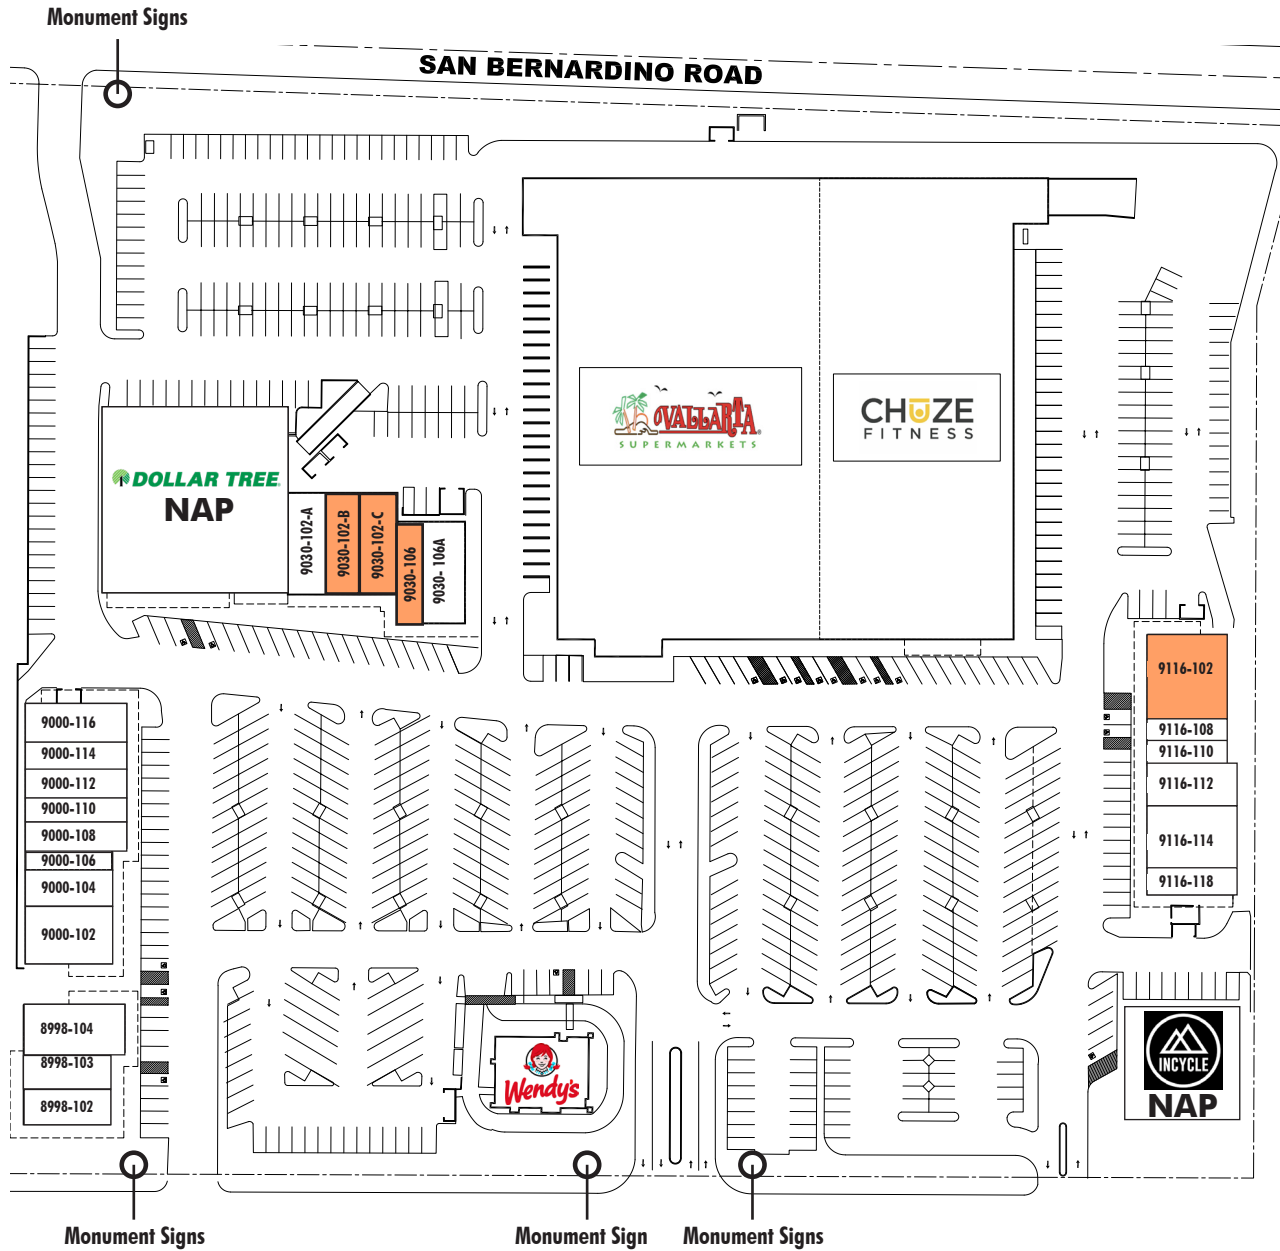 Monument Signs
SAN BERNARDINO ROAD
VALLARTA
SUPERMARKETS
CHUZE
FITNESS
DOLLAR TREE
NAP
9030-102-A
9030-102-B
9030-102-C
9030-106
9030- 106A
9116-102
9116-108
9116-110
9116-112
9116-114
9116-118
9000-116
9000-114
9000-112
9000-110
9000-108
9000-106
9000-104
9000-102
8998-104
8998-103
8998-102
Wendy's
INCYCLE
NAP
Monument Signs
Monument Sign
Monument Signs